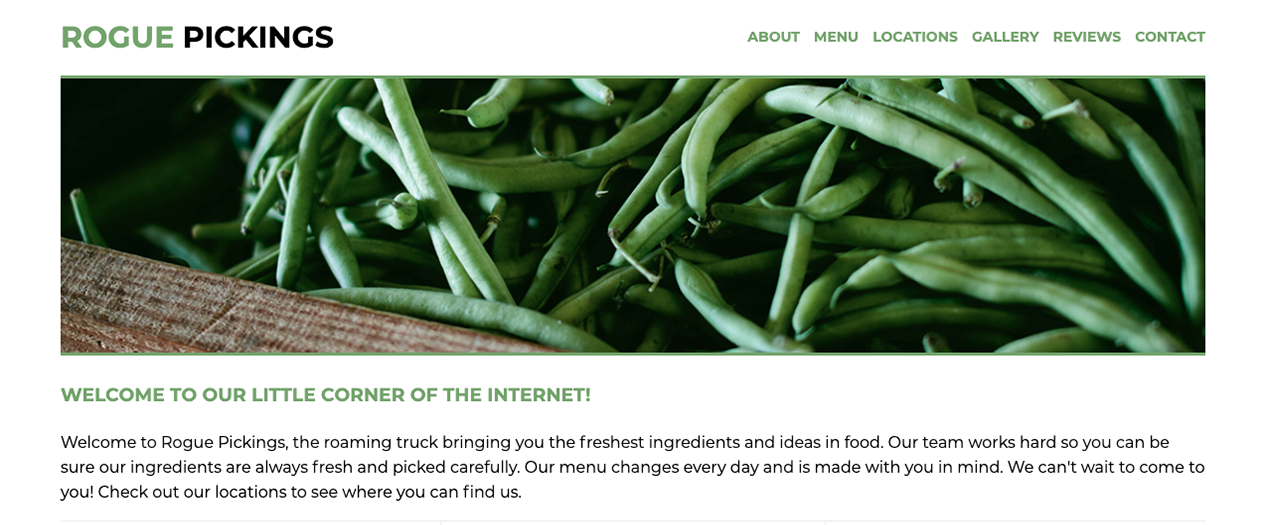 ROGUE PICKINGS
ABOUT MENU LOCATIONS GALLERY REVIEWS CONTACT
WELCOME TO OUR LITTLE CORNER OF THE INTERNET!
Welcome to Rogue Pickings, the roaming truck bringing you the freshest ingredients and ideas in food. Our team works hard so you can be
sure our ingredients are always fresh and picked carefully. Our menu changes every day and is made with you in mind. We can't wait to come to
you! Check out our locations to see where you can find us.